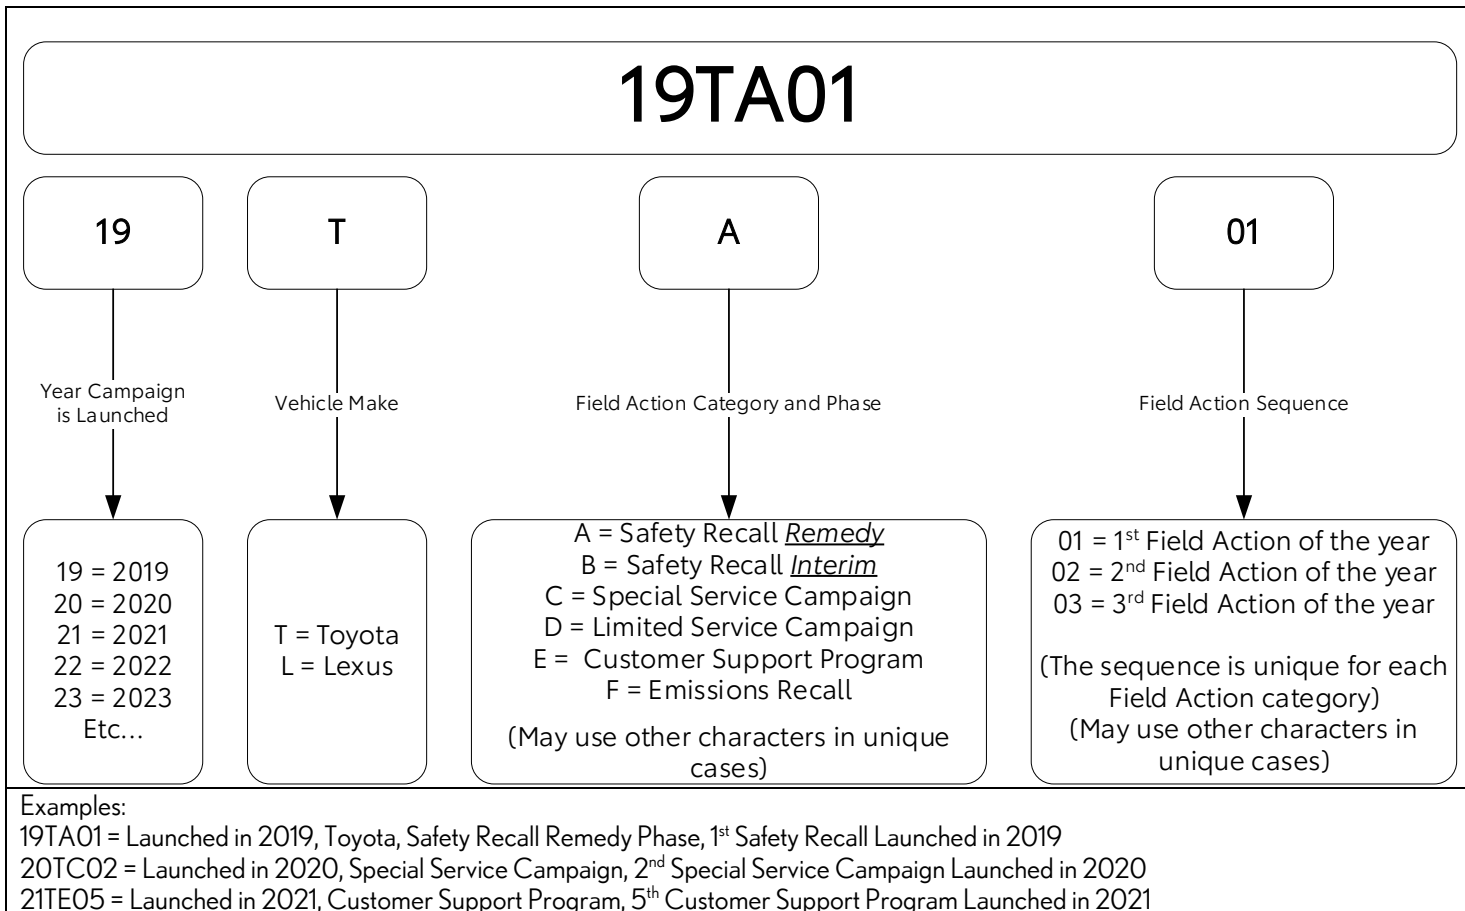 19TA01
19
T
A
01
Year Campaign
is Launched
Vehicle Make
Field Action Category and Phase
Field Action Sequence
19 = 2019
20 = 2020
21 = 2021
22 = 2022
23 = 2023
Etc...
T = Toyota
L = Lexus
A = Safety Recall Remedy
B = Safety Recall Interim
C = Special Service Campaign
D = Limited Service Campaign
E =  Customer Support Program
F = Emissions Recall
(May use other characters in unique
cases)
01 = 1st Field Action of the year
02 = 2nd Field Action of the year
03 = 3rd Field Action of the year
(The sequence is unique for each
Field Action category)
(May use other characters in
unique cases)
Examples:
19TA01 = Launched in 2019, Toyota, Safety Recall Remedy Phase, 1st Safety Recall Launched in 2019
20TC02 = Launched in 2020, Special Service Campaign, 2nd Special Service Campaign Launched in 2020
21TE05 = Launched in 2021, Customer Support Program, 5th Customer Support Program Launched in 2021